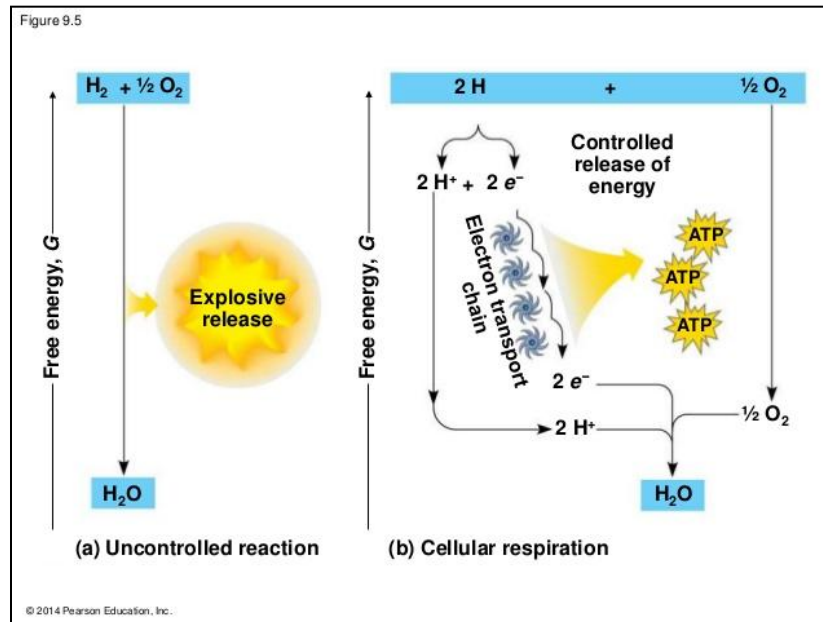 Figure 9.5
H₂ + ½ O₂
Free energy, G
Explosive
release
H₂O
(a) Uncontrolled reaction
2 H + ½ O₂
Controlled
release of
energy
2 H⁺ + 2 e⁻
Free energy, G
Electron transport
chain
ATP
ATP
ATP
2 e⁻
½ O₂
2 H⁺
H₂O
(b) Cellular respiration
© 2014 Pearson Education, Inc.